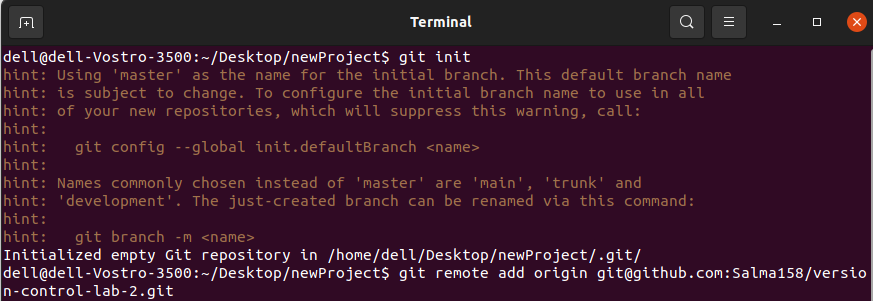 Terminal
dell@dell-Vostro-3500:~/Desktop/newProject$ git init
hint: Using 'master' as the name for the initial branch. This default branch name
hint: is subject to change. To configure the initial branch name to use in all
hint: of your new repositories, which will suppress this warning, call:
hint:
hint:   git config --global init.defaultBranch <name>
hint:
hint: Names commonly chosen instead of 'master' are 'main', 'trunk' and
hint: 'development'. The just-created branch can be renamed via this command:
hint:
hint:   git branch -m <name>
Initialized empty Git repository in /home/dell/Desktop/newProject/.git/
dell@dell-Vostro-3500:~/Desktop/newProject$ git remote add origin git@github.com:Salma158/versio
n-control-lab-2.git